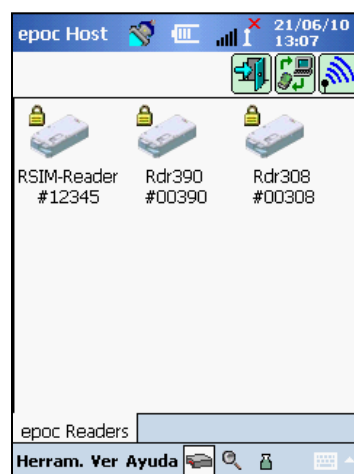 epoc Host 21/06/10
13:07
RSIM-Reader Rdr390 Rdr308
#12345 #00390 #00308
epoc Readers
Herram. Ver Ayuda